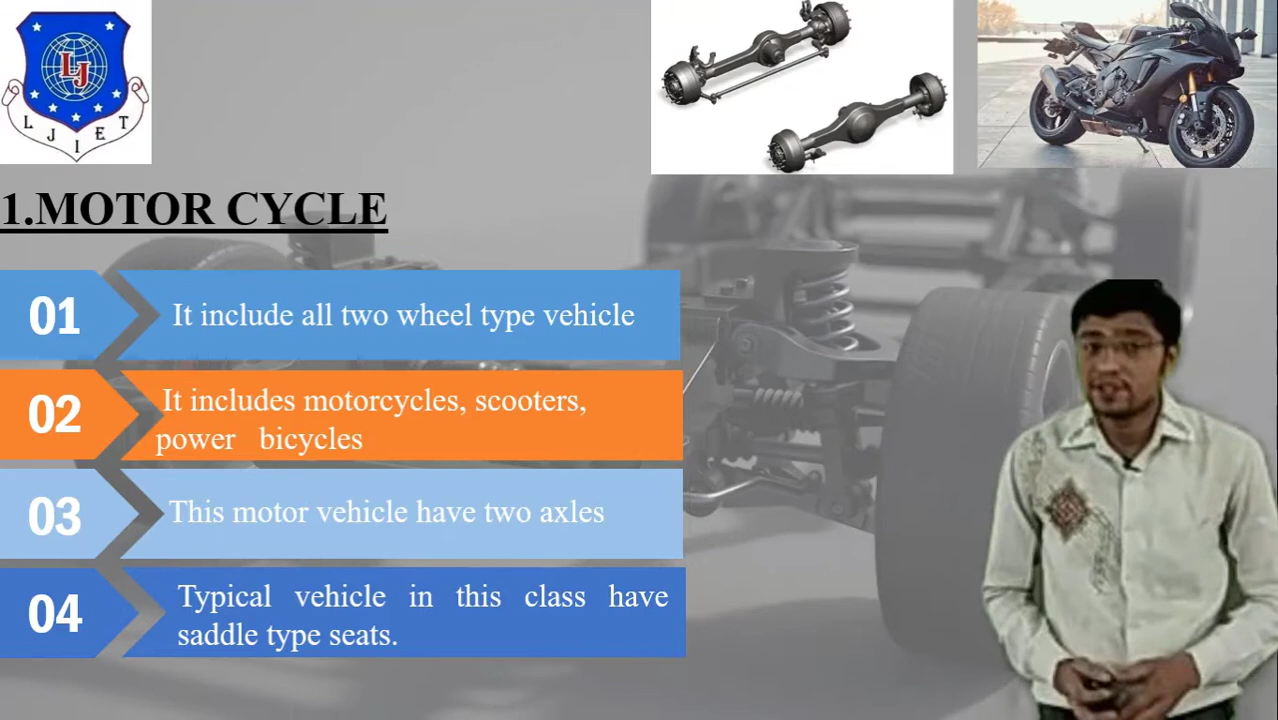 LJ
LJIET
1.MOTOR CYCLE
01
It include all two wheel type vehicle
02
It includes motorcycles, scooters,
power bicycles
03
This motor vehicle have two axles
04
Typical vehicle in this class have
saddle type seats.